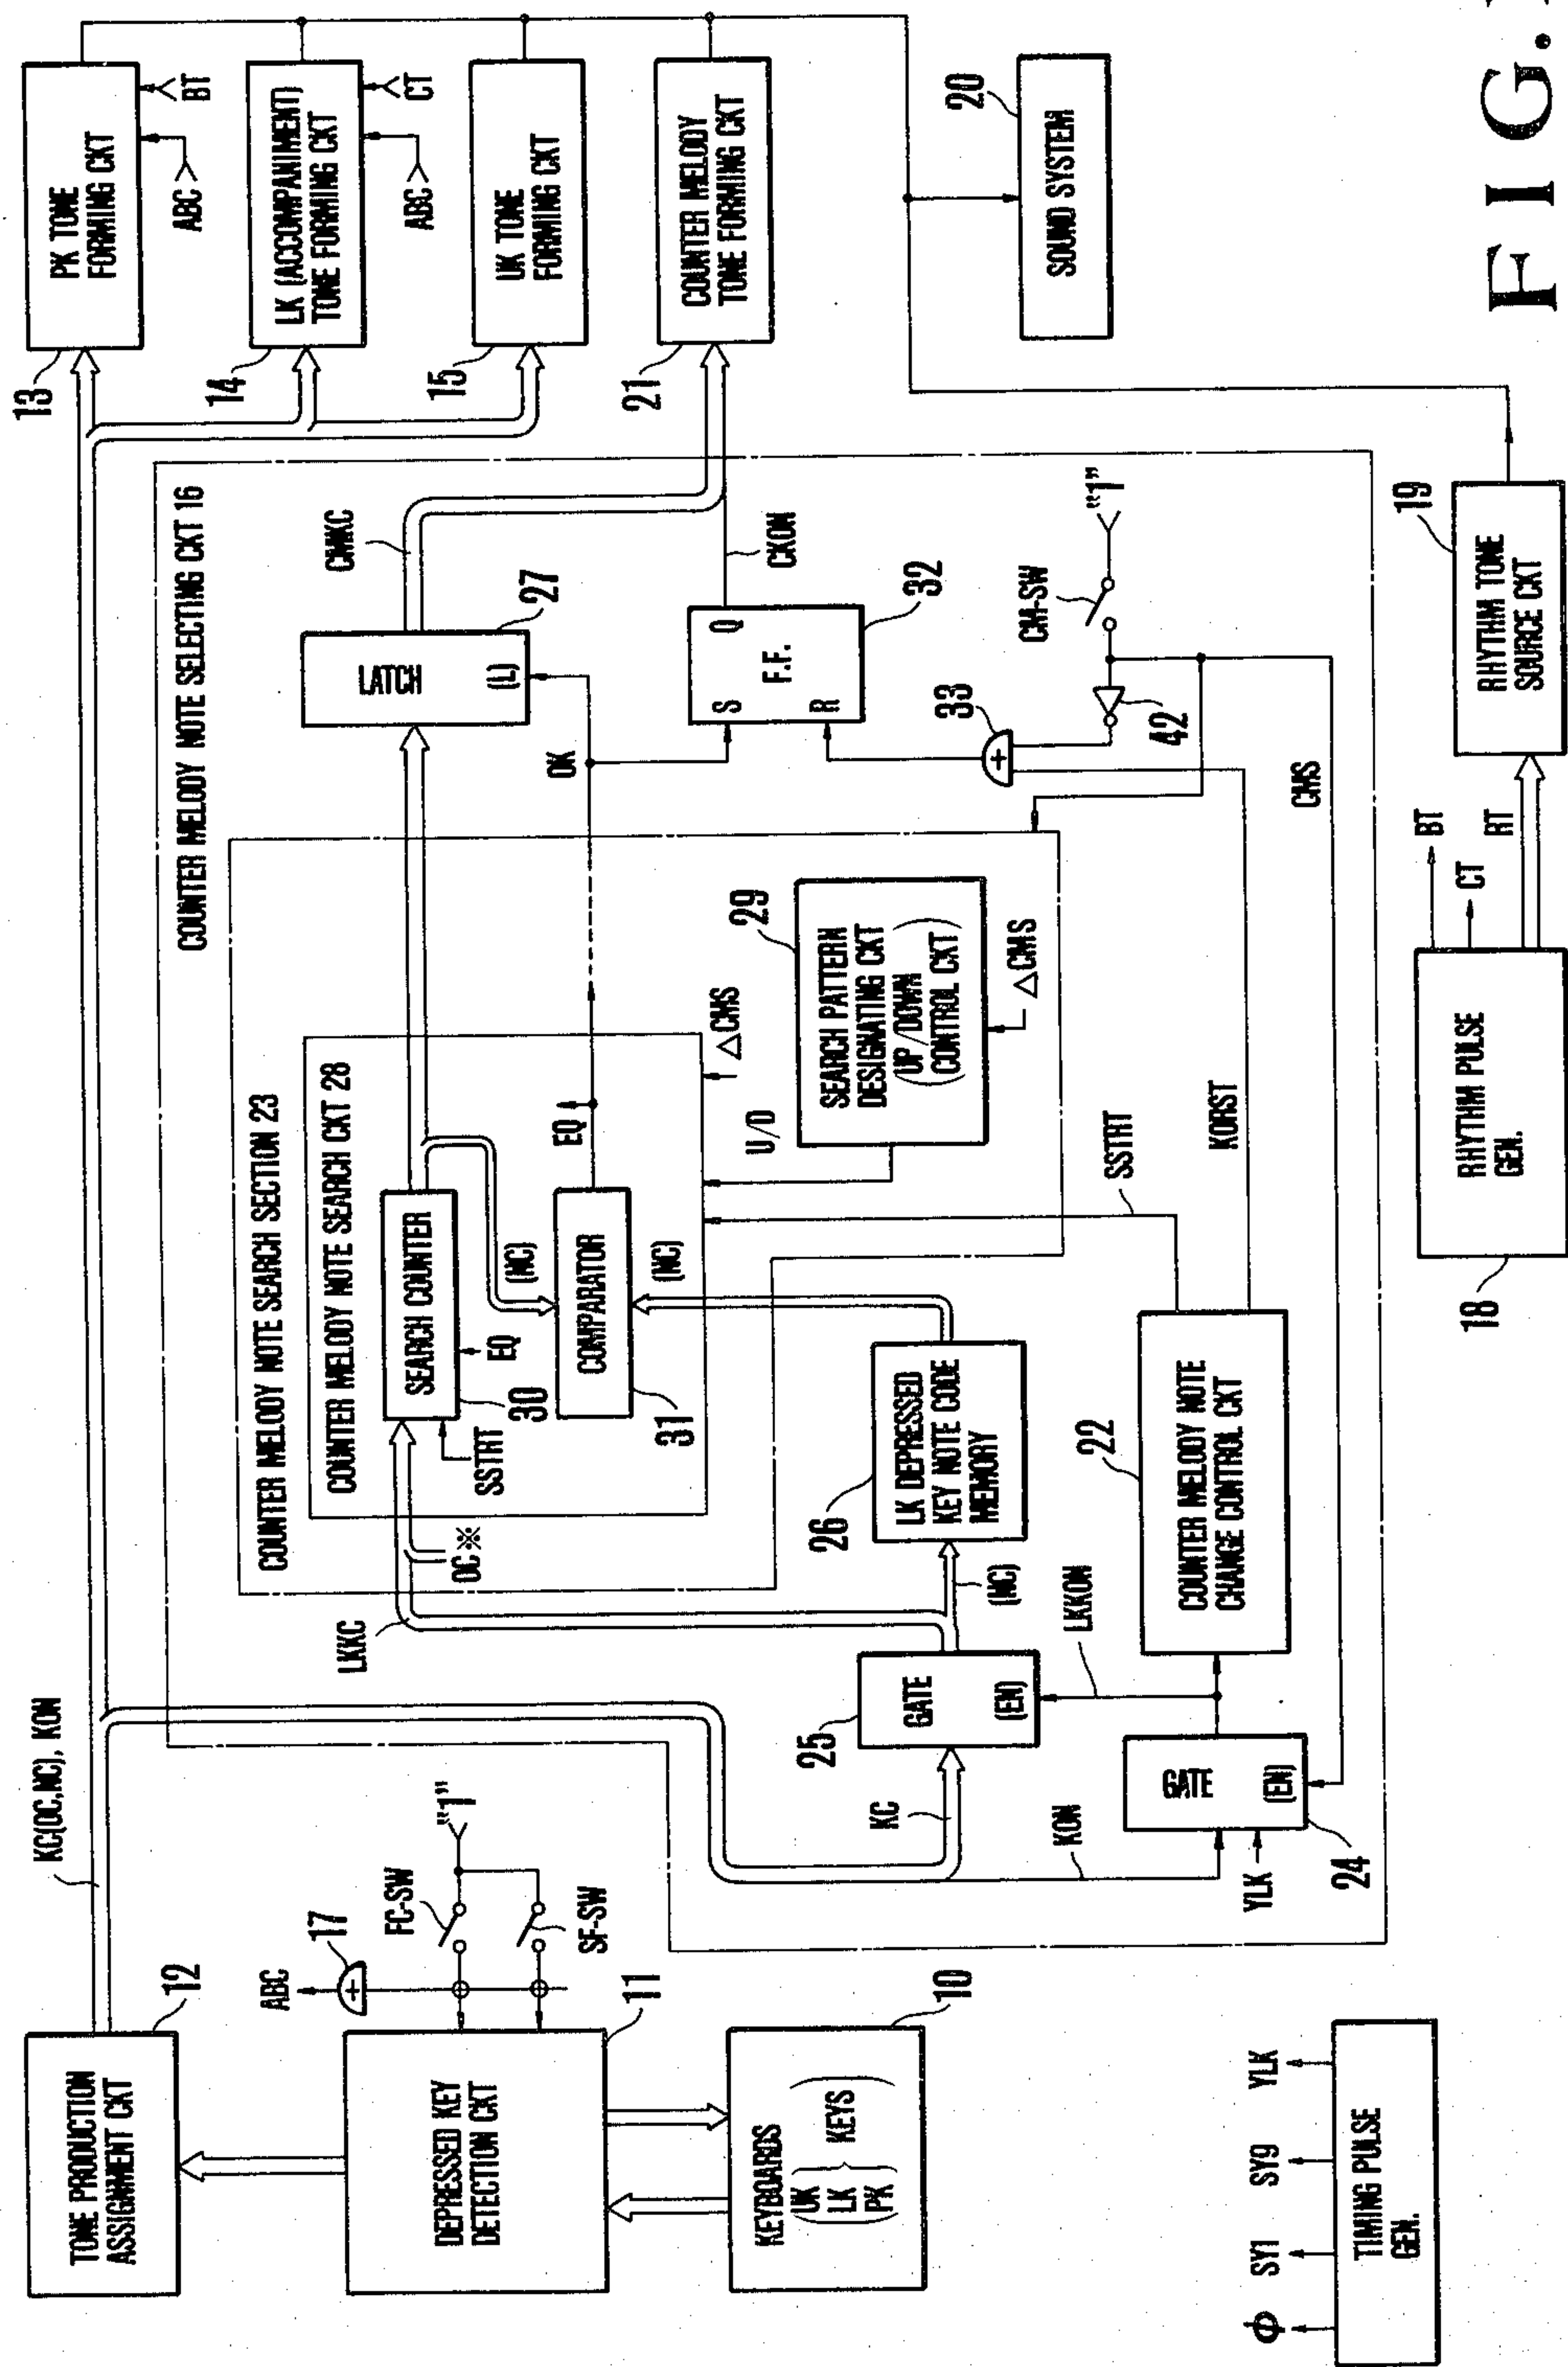 TONE PRODUCTION
ASSIGNMENT CKT
12
KC(OC,NC), KON
DEPRESSED KEY
DETECTION CKT
11
ABC
17
FC-SW
SF-SW
"1"
KEYBOARDS
UK
LK
PK
KEYS
10
Φ
SY1
SY9
YLK
TIMING PULSE
GEN.
COUNTER MELODY NOTE SELECTING CKT 16
COUNTER MELODY NOTE SEARCH SECTION 23
COUNTER MELODY NOTE SEARCH CKT 28
SEARCH COUNTER
30
SSTRT
EQ
(NC)
COMPARATOR
31
(NC)
EQ
LKKC
OC※
U/D
△CMS
29
SEARCH PATTERN
DESIGNATING CKT
UP/DOWN
CONTROL CKT
△CMS
LATCH
(L)
27
CMKC
OK
S
Q
F.F.
R
32
CKON
33
42
CM-SW
"1"
CMS
KC
25
GATE
(EN)
(NC)
26
LK DEPRESSED
KEY NOTE CODE
MEMORY
LKKON
KON
YLK
24
GATE
(EN)
22
COUNTER MELODY NOTE
CHANGE CONTROL CKT
SSTRT
KORST
13
PK TONE
FORMING CKT
ABC
BT
14
LK (ACCOMPANIMENT)
TONE FORMING CKT
ABC
CT
15
UK TONE
FORMING CKT
21
COUNTER MELODY
TONE FORMING CKT
20
SOUND SYSTEM
18
RHYTHM PULSE
GEN.
BT
CT
RT
19
RHYTHM TONE
SOURCE CKT
FIG.